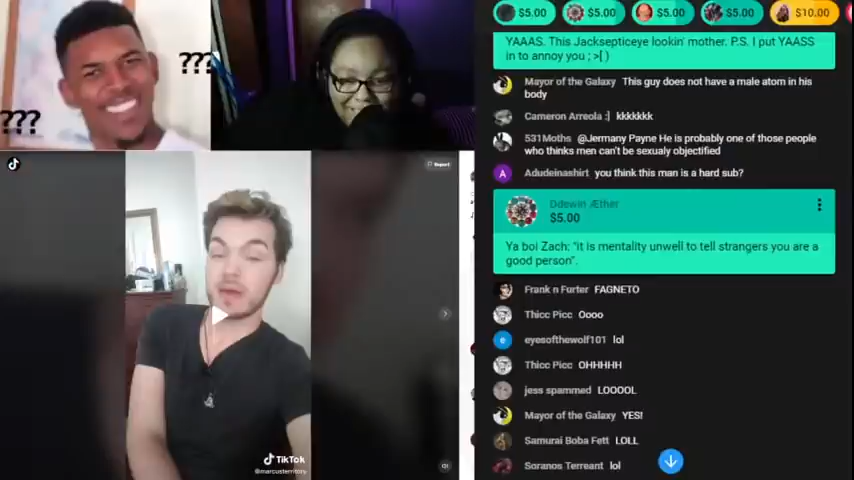 ???
???
$5.00
$5.00
$5.00
$5.00
$10.00
YAAAS. This Jacksepticeye lookin' mother. P.S. I put YAASS
in to annoy you ; >[ )
Mayor of the Galaxy This guy does not have a male atom in his
body
Cameron Arreola :] kkkkkkk
531Moths @Jermany Payne He is probably one of those people
who thinks men can't be sexualy objectified
A
Adudeinashirt you think this man is a hard sub?
Ddswin Æther
$5.00
Ya boi Zach: "it is mentality unwell to tell strangers you are a
good person".
Frank n Furter FAGNETO
Thicc Picc Oooo
e
eyesofthewolf101 lol
Thicc Picc OHHHHH
jess spammed LOOOOL
Mayor of the Galaxy YES!
Samurai Boba Fett LOLL
Soranos Terreant lol
Report
TikTok
@marcusterritory